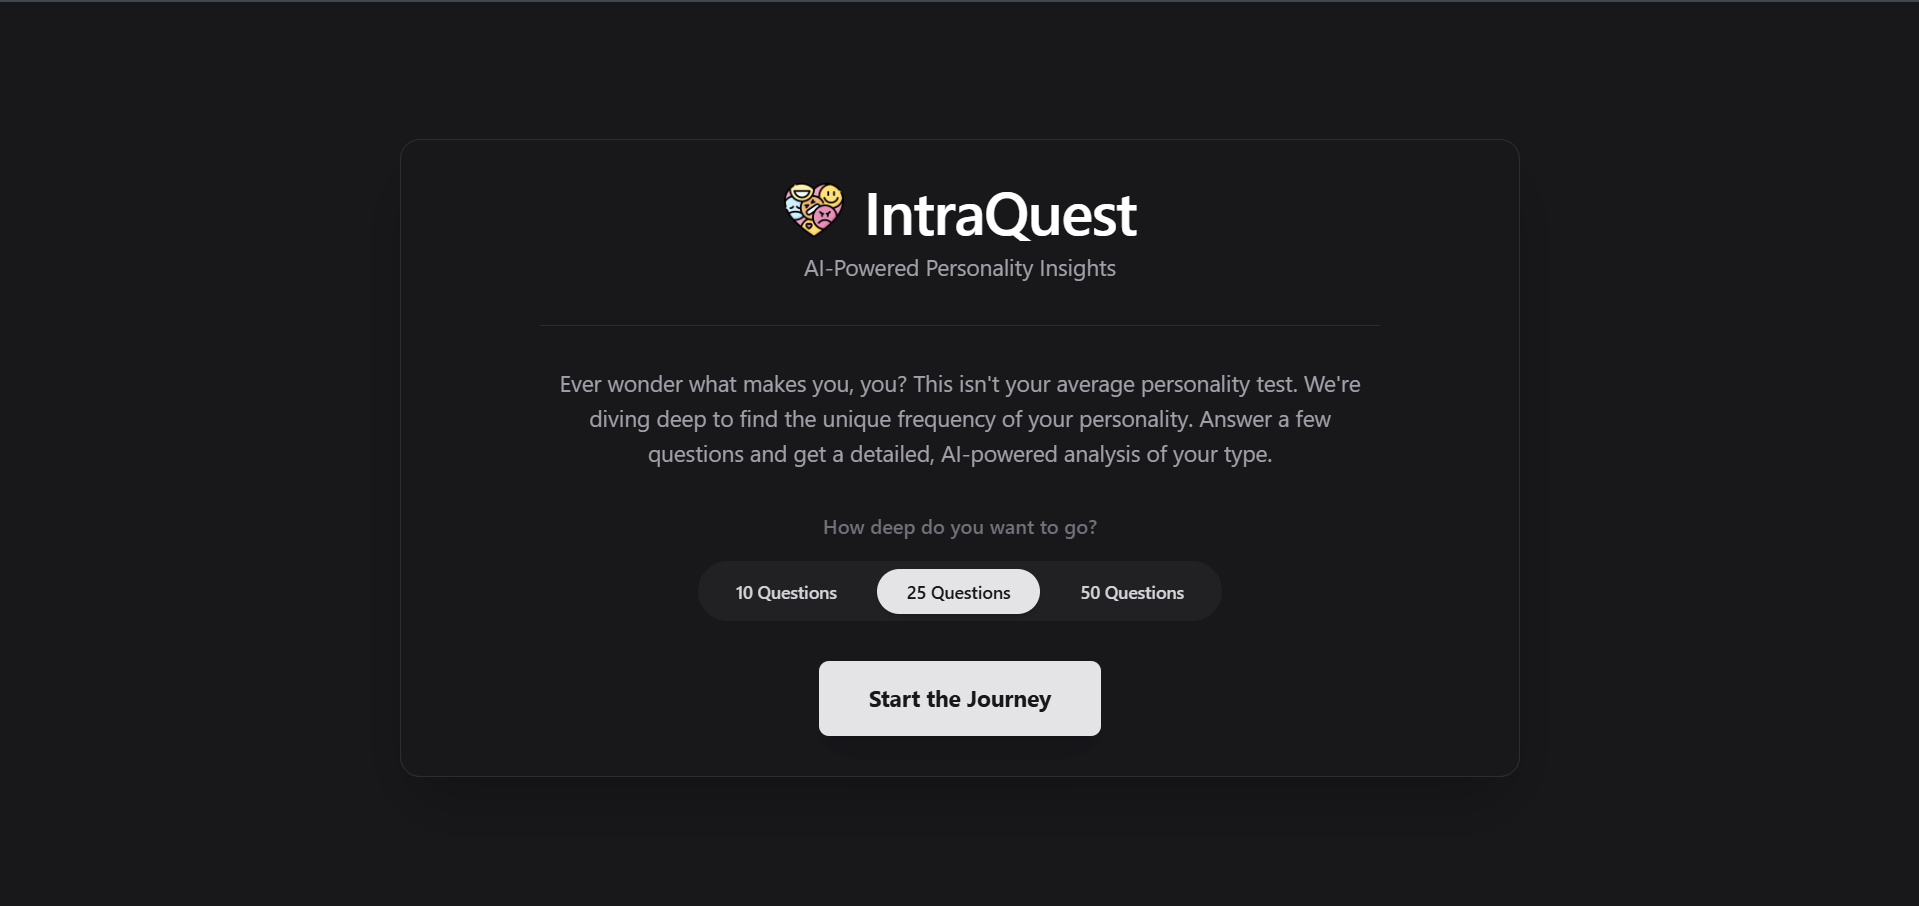 IntraQuest
AI-Powered Personality Insights
Ever wonder what makes you, you? This isn't your average personality test. We're
diving deep to find the unique frequency of your personality. Answer a few
questions and get a detailed, AI-powered analysis of your type.
How deep do you want to go?
10 Questions
25 Questions
50 Questions
Start the Journey